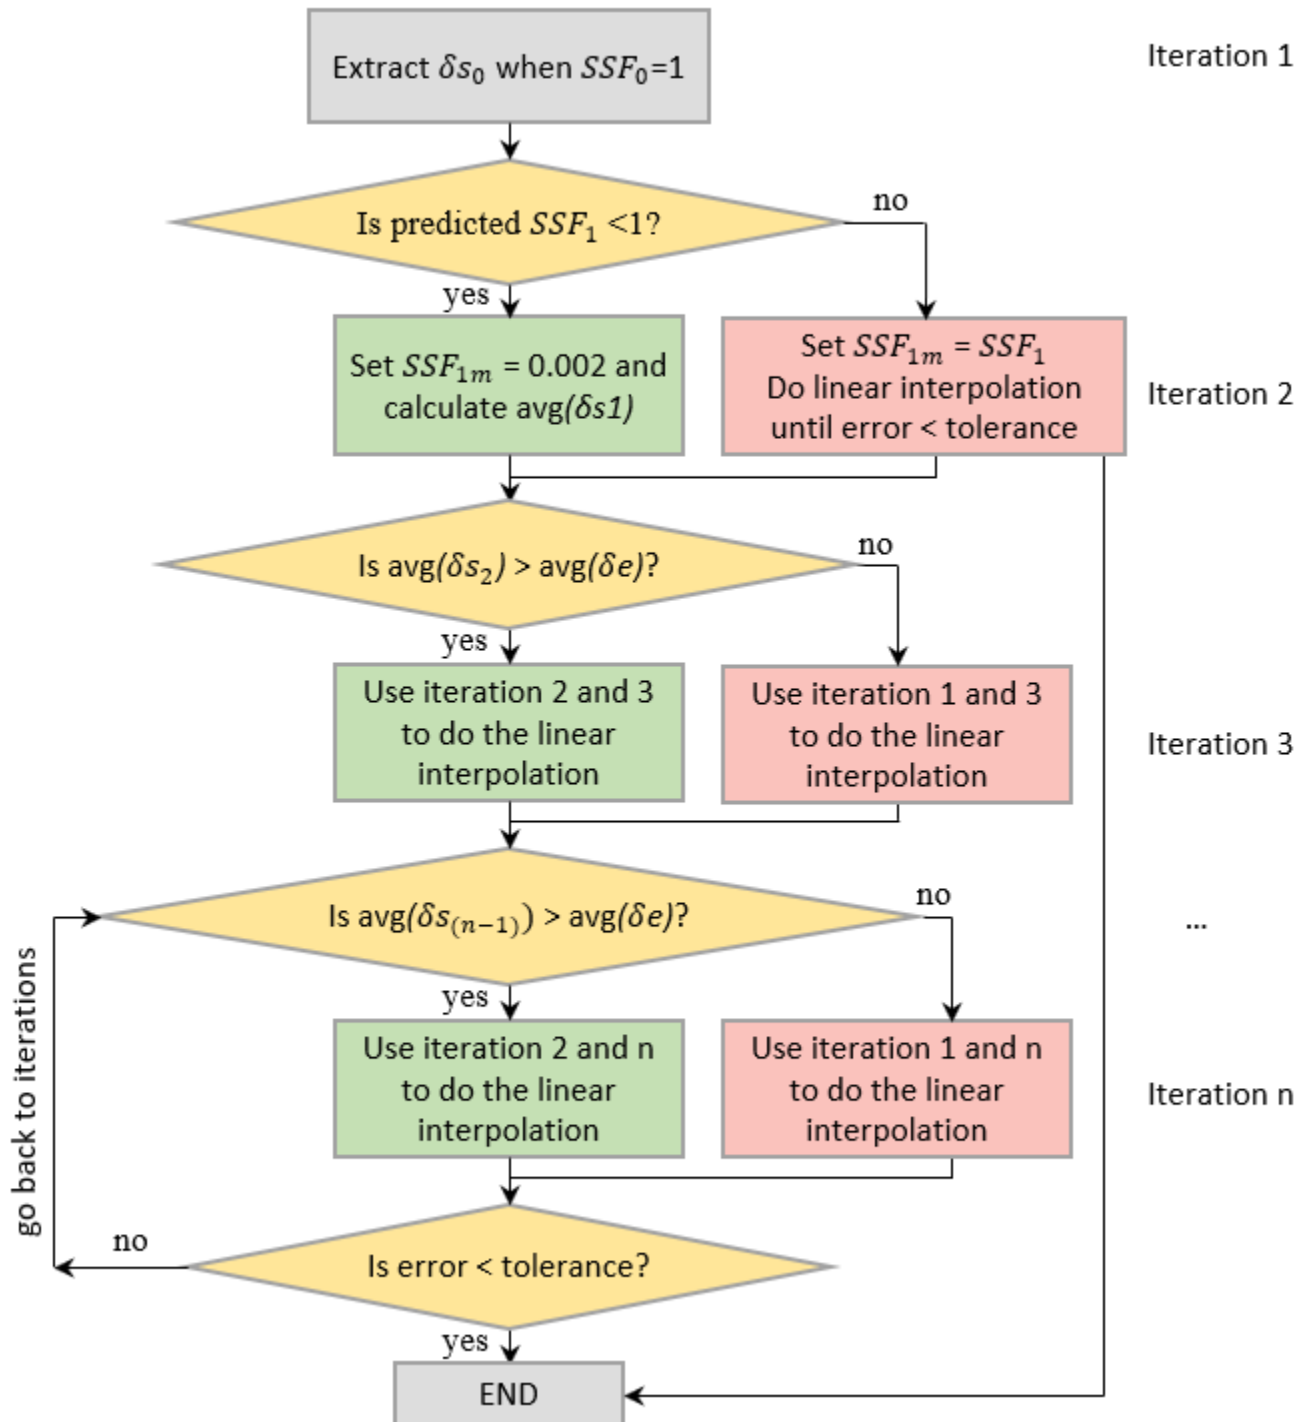 Extract δs₀ when SSF₀=1
Iteration 1
Is predicted SSF₁ <1?
no
yes
Set SSF₁ₘ = 0.002 and
calculate avg(δs1)
Set SSF₁ₘ = SSF₁
Do linear interpolation
until error < tolerance
Iteration 2
Is avg(δs₂) > avg(δe)?
no
yes
Use iteration 2 and 3
to do the linear
interpolation
Use iteration 1 and 3
to do the linear
interpolation
Iteration 3
Is avg(δs₍ₙ₋₁₎) > avg(δe)?
no
...
yes
Use iteration 2 and n
to do the linear
interpolation
Use iteration 1 and n
to do the linear
interpolation
Iteration n
go back to iterations
Is error < tolerance?
no
yes
END